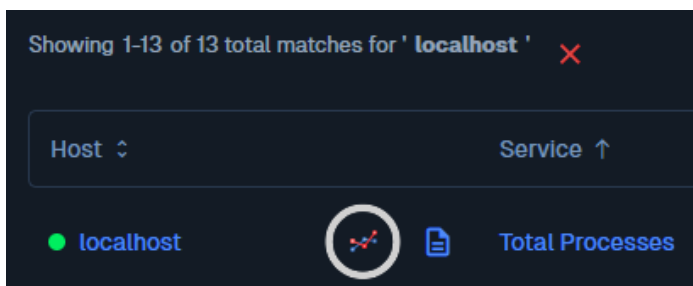 Showing 1-13 of 13 total matches for ' localhost '
Host Service
localhost Total Processes